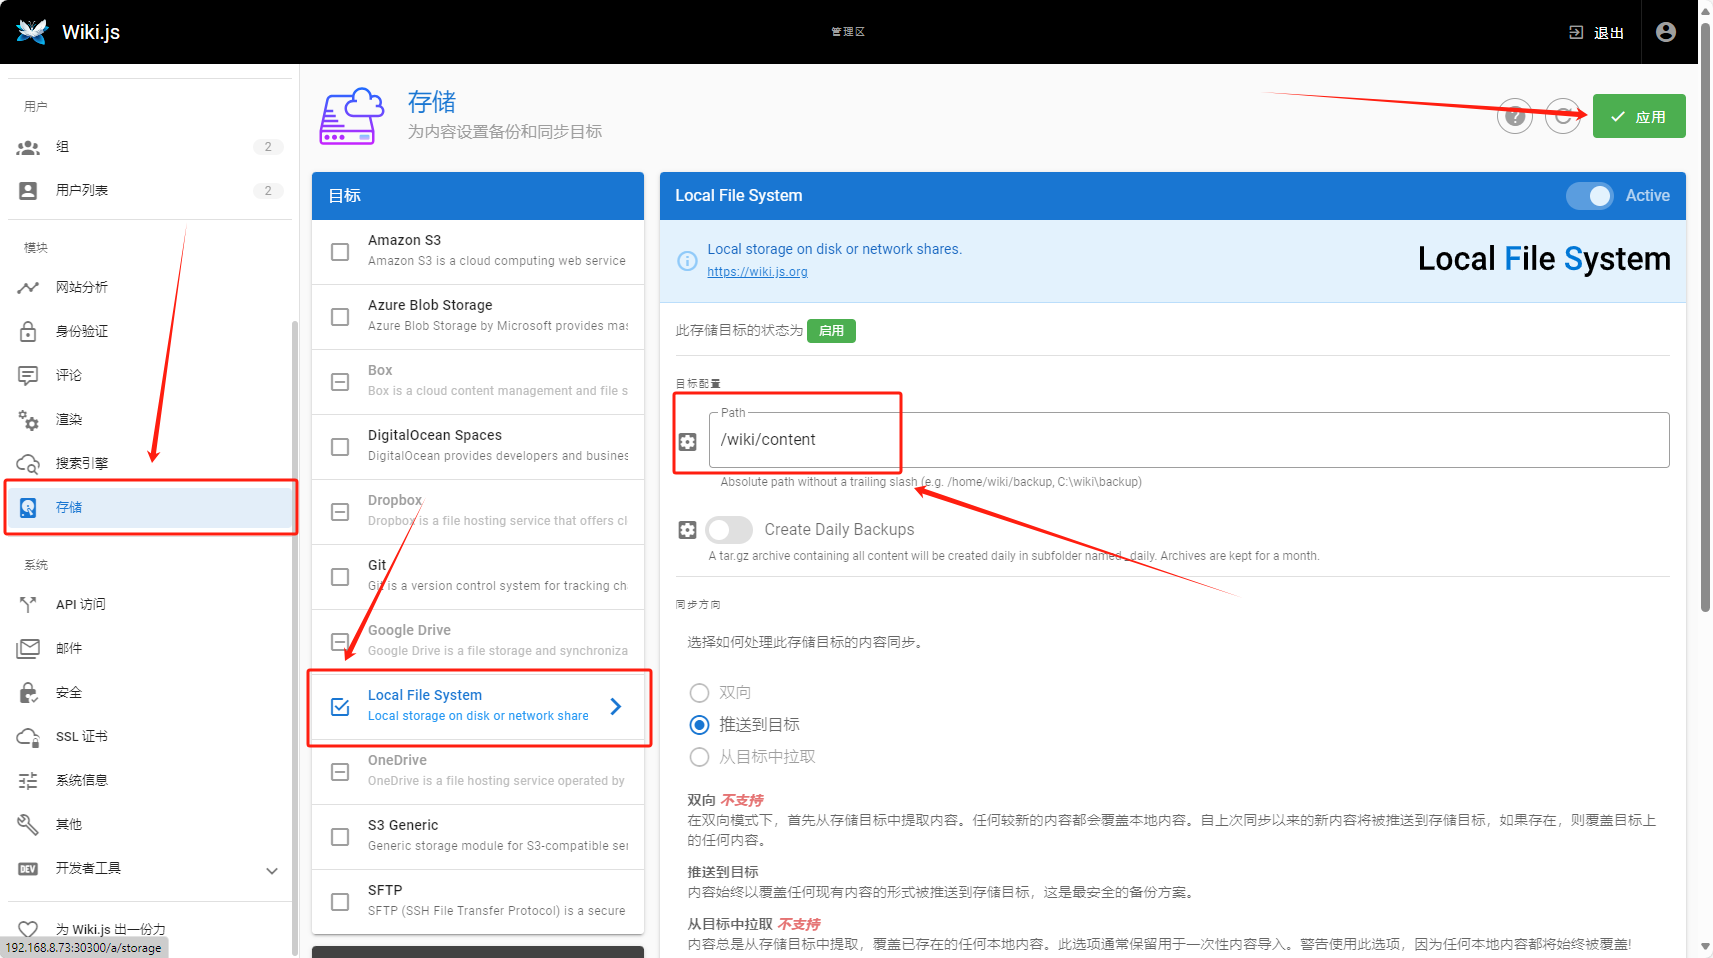 Wiki.js
管理区
退出
用户
组
2
用户列表
2
模块
网站分析
身份验证
评论
渲染
搜索引擎
存储
系统
API 访问
邮件
安全
SSL 证书
系统信息
其他
DEV
开发者工具
为 Wiki.js 出一份力
192.168.8.73:30300/a/storage
存储
为内容设置备份和同步目标
应用
目标
Amazon S3
Amazon S3 is a cloud computing web service
Azure Blob Storage
Azure Blob Storage by Microsoft provides mas
Box
Box is a cloud content management and file s
DigitalOcean Spaces
DigitalOcean provides developers and busines
Dropbox
Dropbox is a file hosting service that offers cl
Git
Git is a version control system for tracking ch
Google Drive
Google Drive is a file storage and synchroniza
Local File System
Local storage on disk or network share
OneDrive
OneDrive is a file hosting service operated by
S3 Generic
Generic storage module for S3-compatible se
SFTP
SFTP (SSH File Transfer Protocol) is a secure
Local File System
Active
Local storage on disk or network shares.
https://wiki.js.org
Local File System
此存储目标的状态为 启用
目标配置
Path
/wiki/content
Absolute path without a trailing slash (e.g. /home/wiki/backup, C:\wiki\backup)
Create Daily Backups
A tar.gz archive containing all content will be created daily in subfolder named _daily. Archives are kept for a month.
同步方向
选择如何处理此存储目标的内容同步。
双向
推送到目标
从目标中拉取
双向 不支持
在双向模式下，首先从存储目标中提取内容。任何较新的内容都会覆盖本地内容。自上次同步以来的新内容将被推送到存储目标，如果存在，则覆盖目标上
的任何内容。
推送到目标
内容始终以覆盖任何现有内容的形式被推送到存储目标，这是最安全的备份方案。
从目标中拉取 不支持
内容总是从存储目标中提取，覆盖已存在的任何本地内容。此选项通常保留用于一次性内容导入。警告使用此选项，因为任何本地内容都将始终被覆盖!